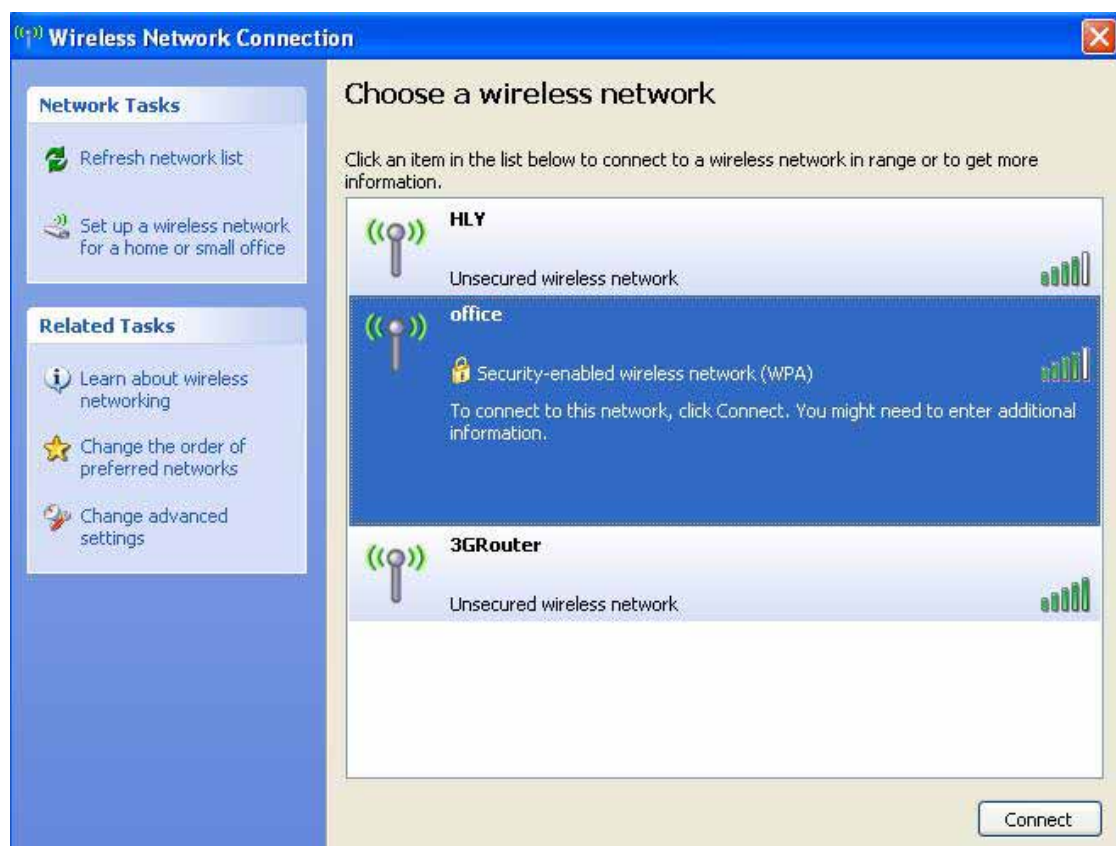 Wireless Network Connection
Network Tasks
Refresh network list
Set up a wireless network
for a home or small office
Related Tasks
Learn about wireless
networking
Change the order of
preferred networks
Change advanced
settings
Choose a wireless network
Click an item in the list below to connect to a wireless network in range or to get more
information.
HLY
Unsecured wireless network
office
Security-enabled wireless network (WPA)
To connect to this network, click Connect. You might need to enter additional
information.
3GRouter
Unsecured wireless network
Connect